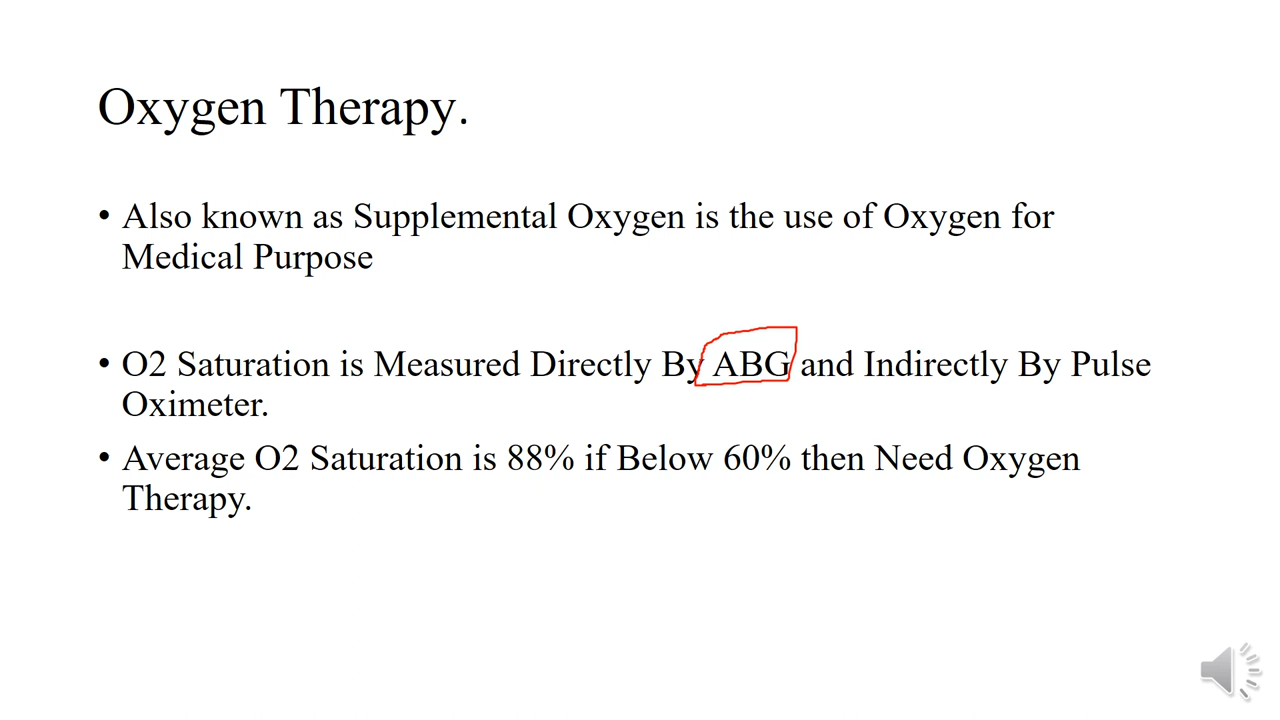 Oxygen Therapy.
• Also known as Supplemental Oxygen is the use of Oxygen for
Medical Purpose
• O2 Saturation is Measured Directly By ABG and Indirectly By Pulse
Oximeter.
• Average O2 Saturation is 88% if Below 60% then Need Oxygen
Therapy.